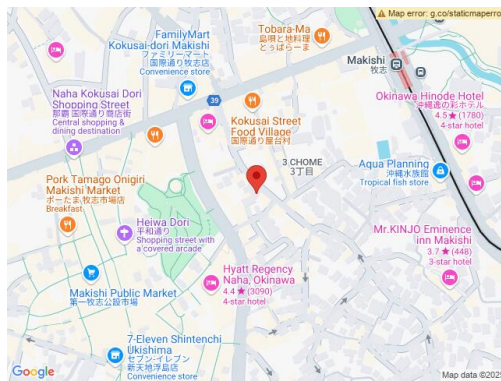 Map error: g.co/staticmaperro
FamilyMart
Kokusai-dori Makishi
ファミリーマート
国際通り牧志店
Convenience store
Tobara-Ma
島唄と地料理
とぅばらーま
Makishi
牧志
39
Naha Kokusai Dori
Shopping Street
那覇 国際通り商店街
Central shopping &
dining destination
Kokusai Street
Food Village
国際通り屋台村
Okinawa Hinode Hotel
沖縄逸の彩ホテル
4.5★(1780)
4-star hotel
3 CHOME
3丁目
Aqua Planning
沖縄水族館
Tropical fish store
Pork Tamago Onigiri
Makishi Market
ポーたま 牧志市場店
Breakfast
Heiwa Dori
平和通り
Shopping street with
a covered arcade
Mr.KINJO Eminence
inn Makishi
3.7★(448)
3-star hotel
Hyatt Regency
Naha, Okinawa
4.4★(3090)
4-star hotel
Makishi Public Market
第一牧志公設市場
7-Eleven Shintenchi
Ukishima
セブン-イレブン
新天地浮島店
Convenience store
Google
Map data ©2025